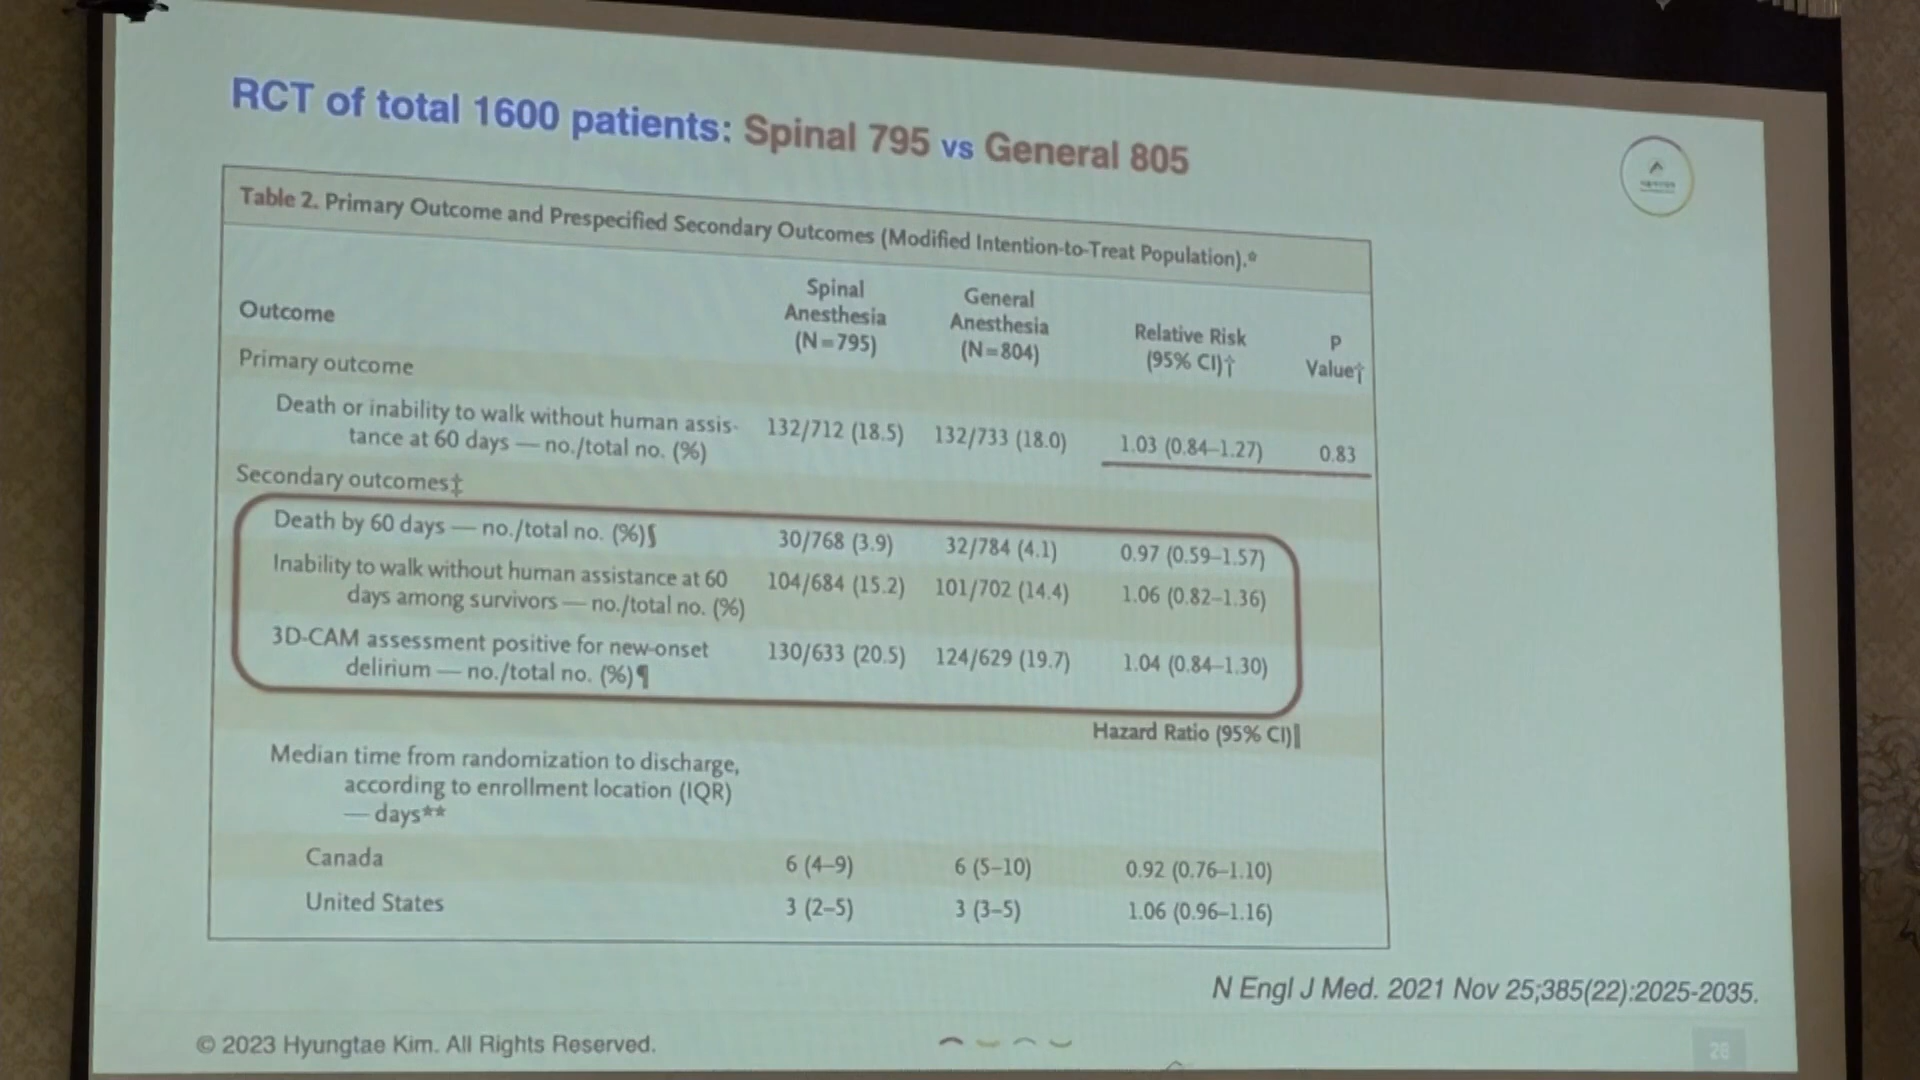 RCT of total 1600 patients: Spinal 795 vs General 805
Table 2. Primary Outcome and Prespecified Secondary Outcomes (Modified Intention-to-Treat Population).*
Outcome
Spinal
Anesthesia
(N=795)
General
Anesthesia
(N=804)
Relative Risk
(95% CI)†
P
Value†
Primary outcome
Death or inability to walk without human assis-
tance at 60 days — no./total no. (%)
132/712 (18.5) 132/733 (18.0) 1.03 (0.84–1.27) 0.83
Secondary outcomes‡
Death by 60 days — no./total no. (%)§ 30/768 (3.9) 32/784 (4.1) 0.97 (0.59–1.57)
Inability to walk without human assistance at 60
days among survivors — no./total no. (%)
104/684 (15.2) 101/702 (14.4) 1.06 (0.82–1.36)
3D-CAM assessment positive for new-onset
delirium — no./total no. (%)¶
130/633 (20.5) 124/629 (19.7) 1.04 (0.84–1.30)
Hazard Ratio (95% CI)‖
Median time from randomization to discharge,
according to enrollment location (IQR)
— days**
Canada 6 (4–9) 6 (5–10) 0.92 (0.76–1.10)
United States 3 (2–5) 3 (3–5) 1.06 (0.96–1.16)
N Engl J Med. 2021 Nov 25;385(22):2025-2035.
© 2023 Hyungtae Kim. All Rights Reserved.
26